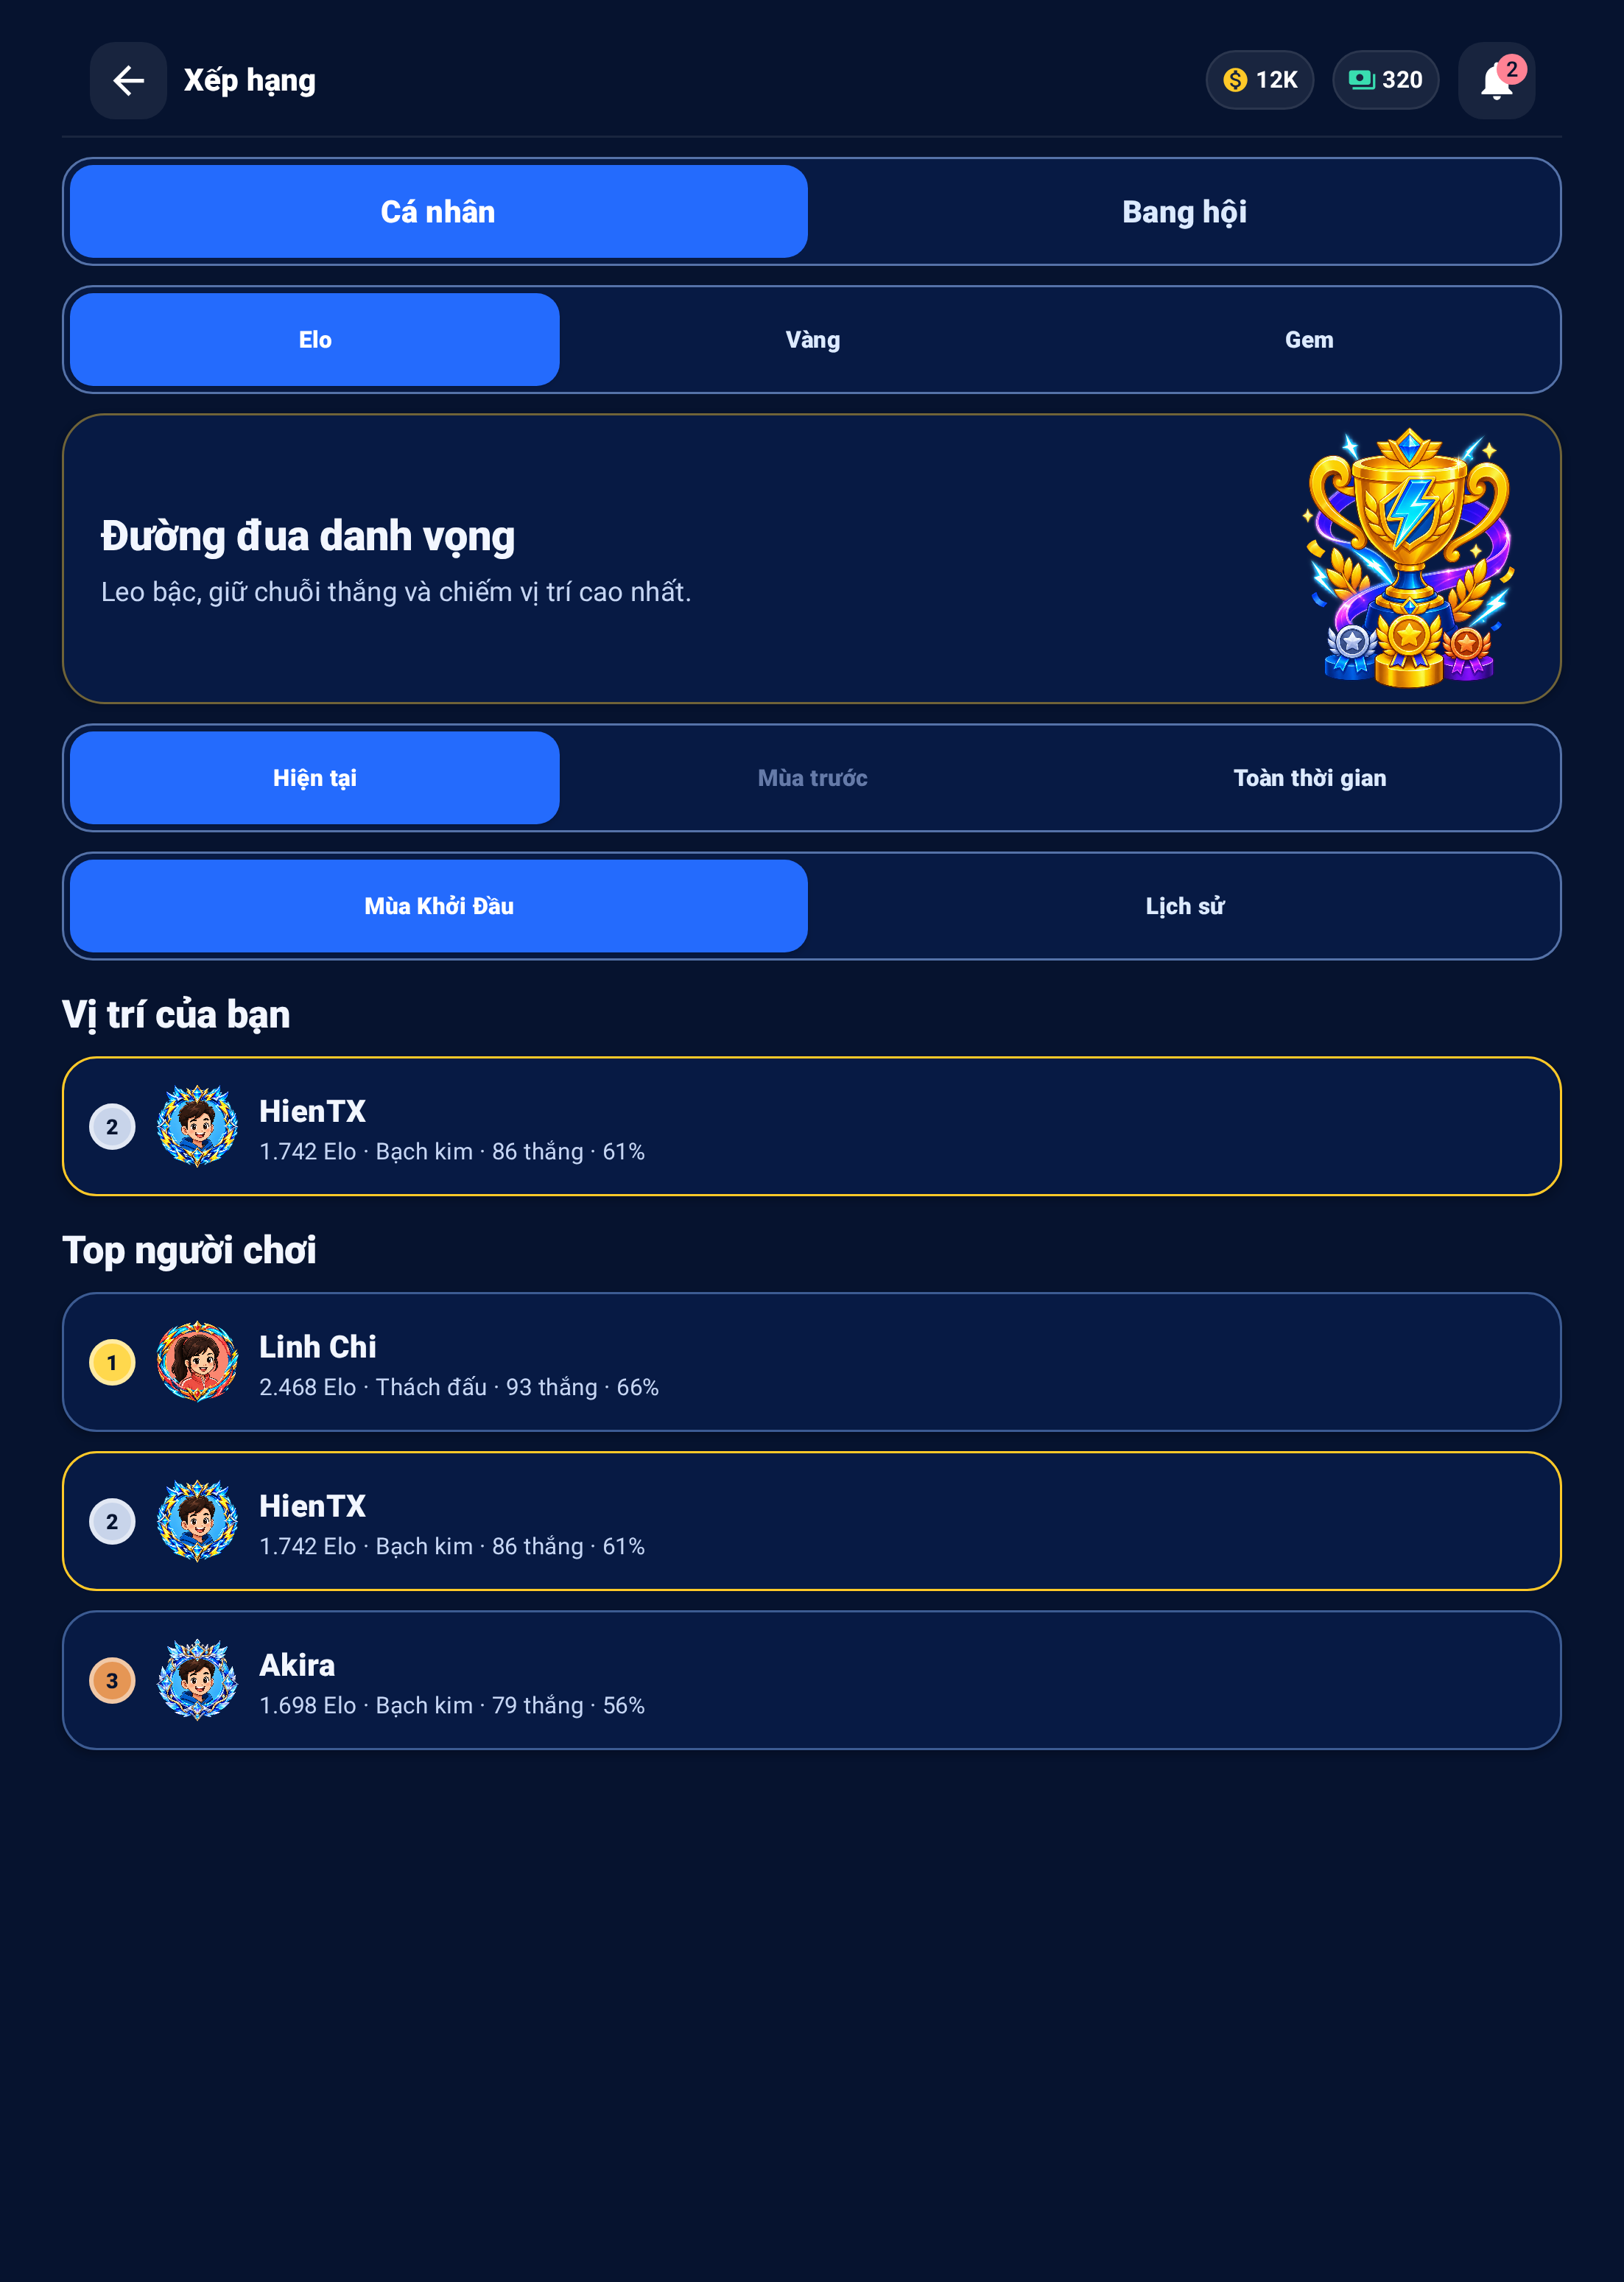 Xếp hạng
12K
320
2
Cá nhân
Bang hội
Elo
Vàng
Gem
Đường đua danh vọng
Leo bậc, giữ chuỗi thắng và chiếm vị trí cao nhất.
Hiện tại
Mùa trước
Toàn thời gian
Mùa Khởi Đầu
Lịch sử
Vị trí của bạn
2
HienTX
1.742 Elo · Bạch kim · 86 thắng · 61%
Top người chơi
1
Linh Chi
2.468 Elo · Thách đấu · 93 thắng · 66%
2
HienTX
1.742 Elo · Bạch kim · 86 thắng · 61%
3
Akira
1.698 Elo · Bạch kim · 79 thắng · 56%